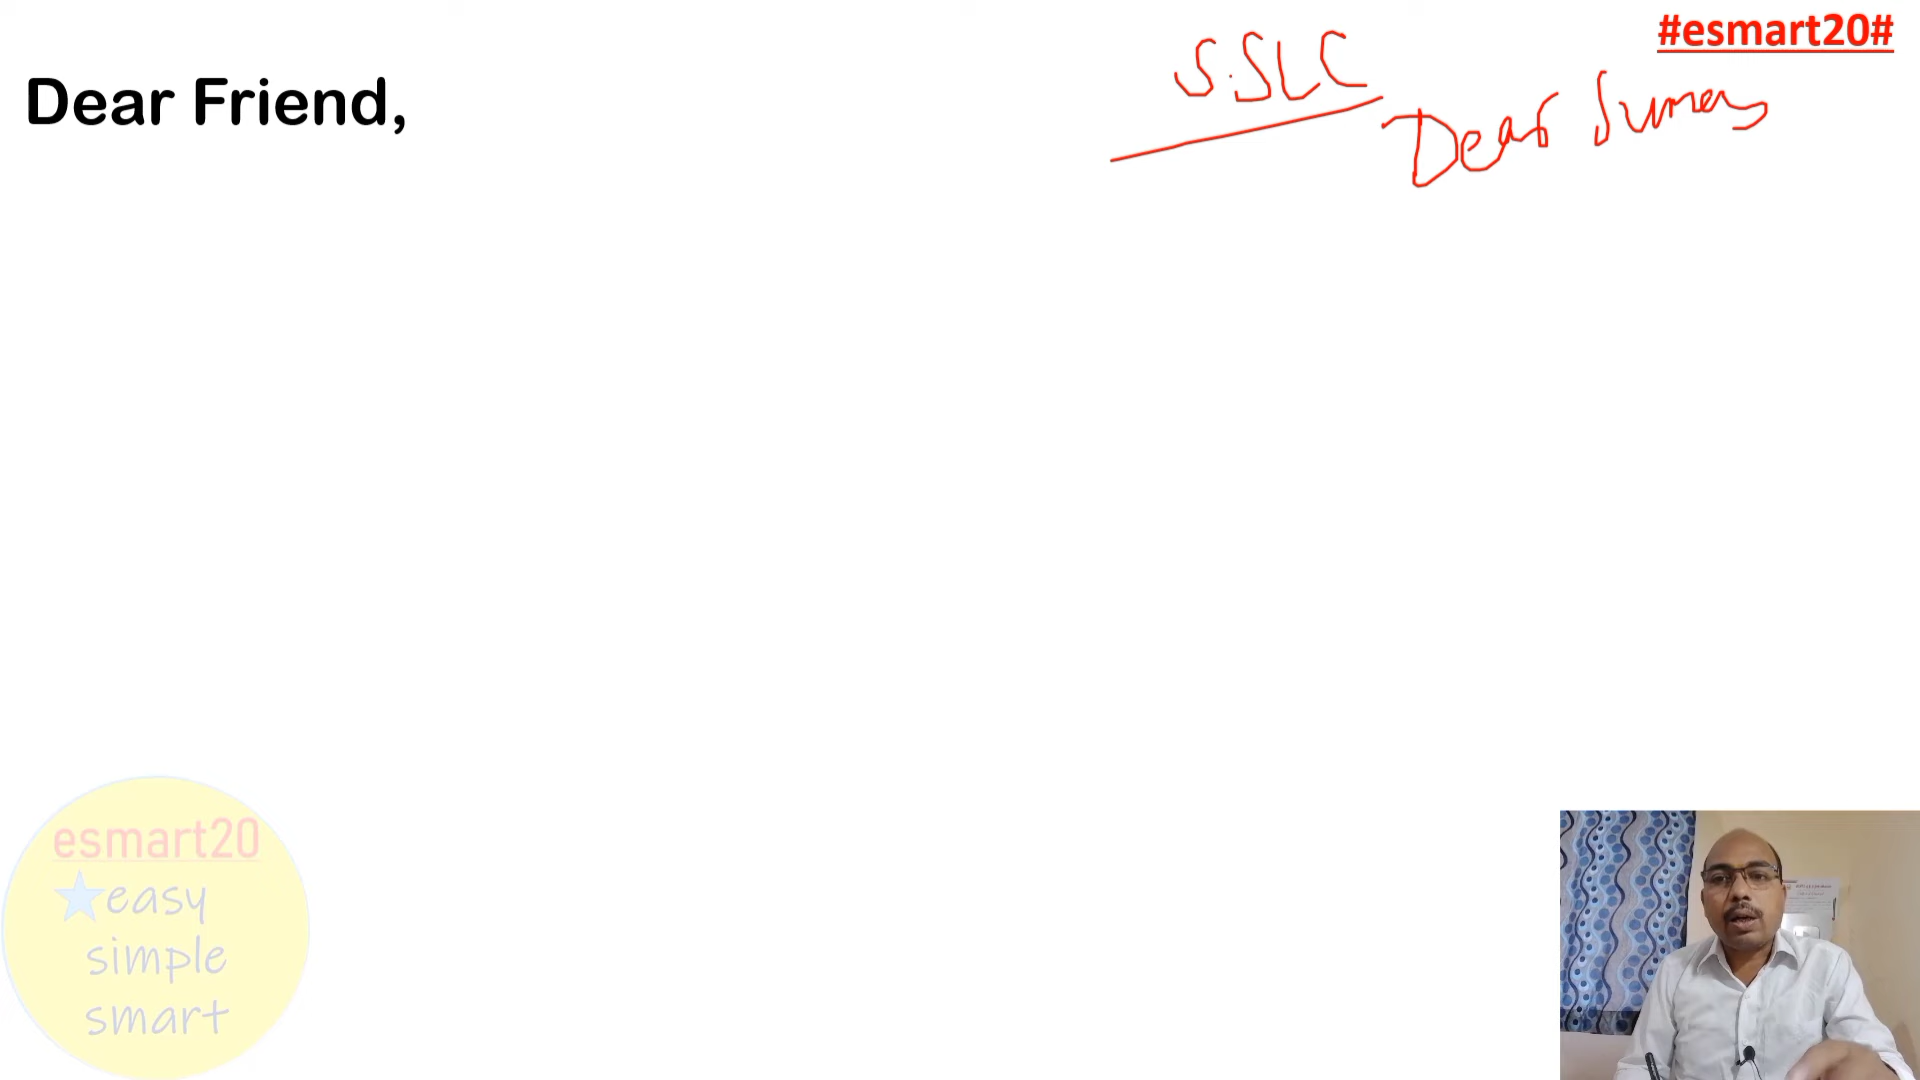 #esmart20#
S.SLC
Dear Friend,
Dear
esmart20
easy
simple
smart